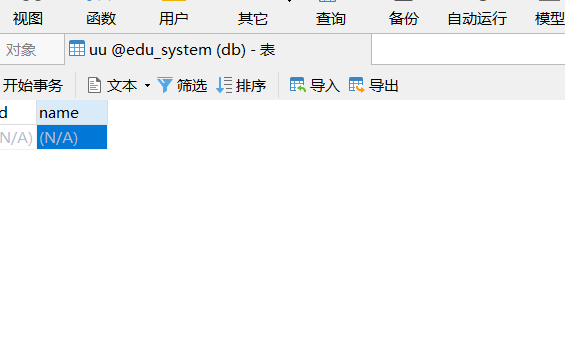 视图 函数 用户 其它 查询 备份 自动运行 模型
对象 uu @edu_system (db) - 表
开始事务 文本 筛选 排序 导入 导出
d name
N/A) (N/A)